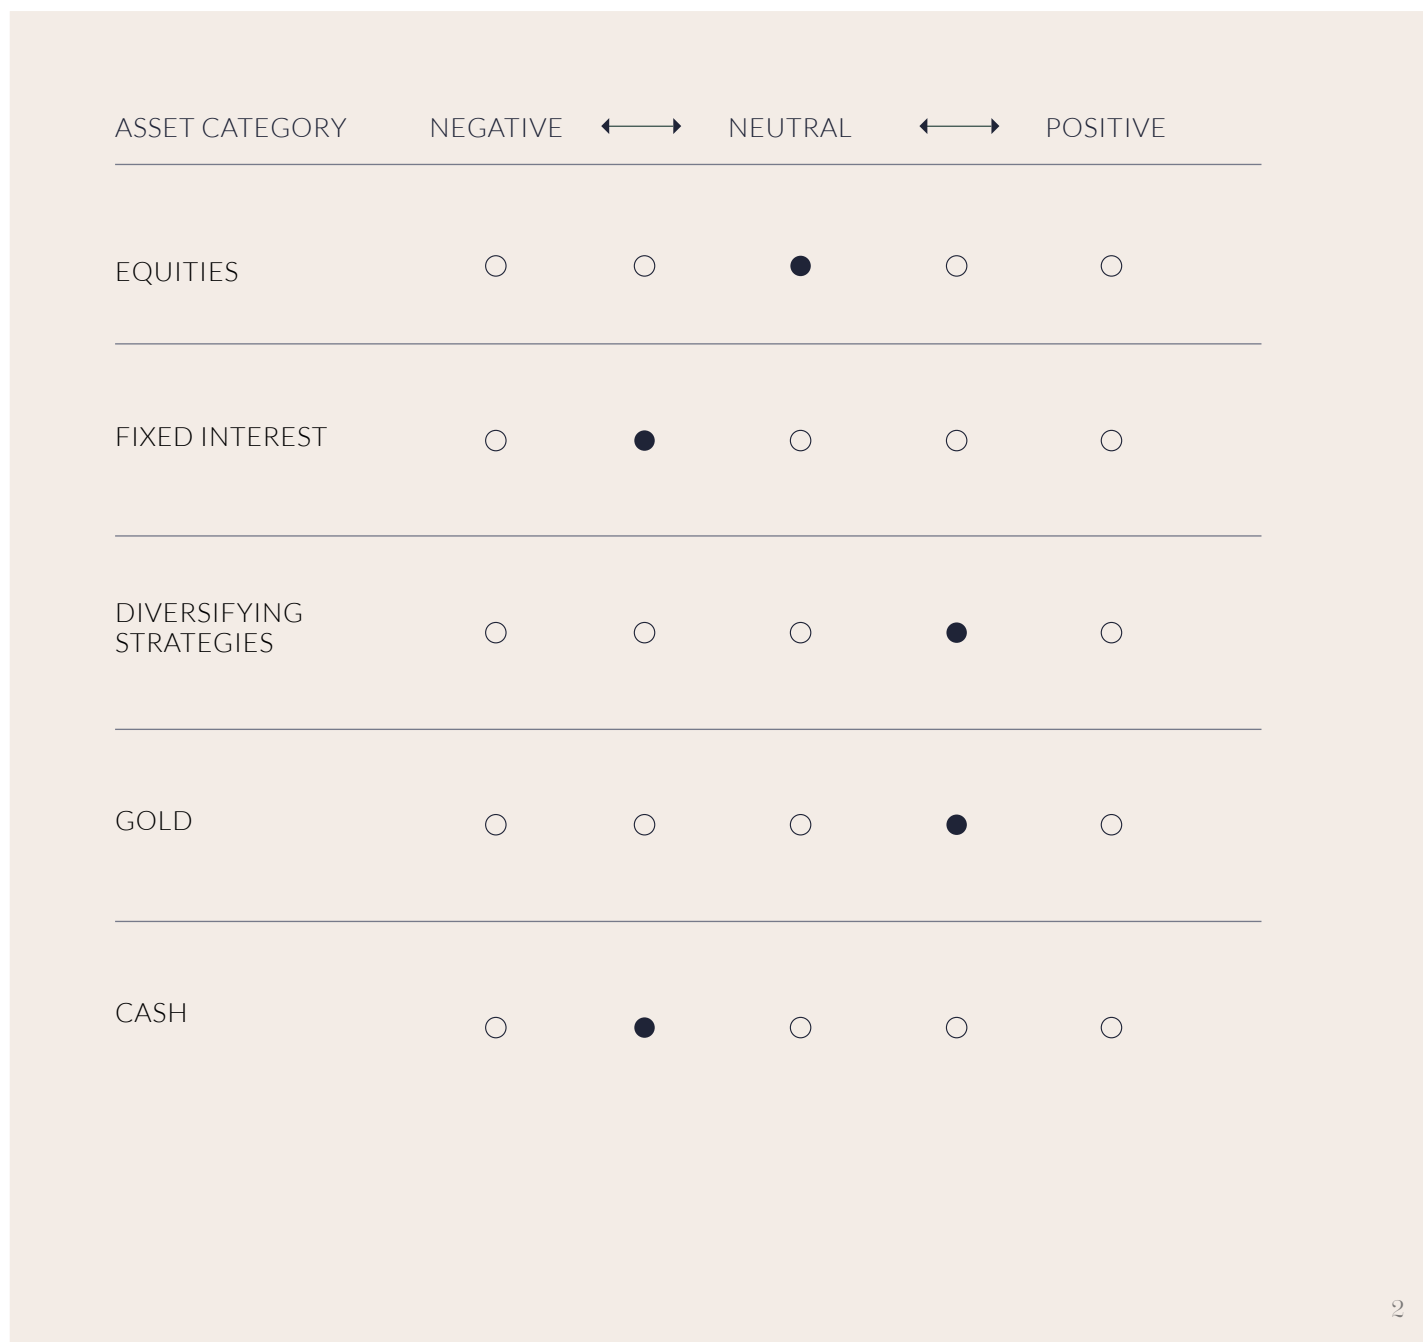 ASSET CATEGORY NEGATIVE NEUTRAL POSITIVE
EQUITIES
FIXED INTEREST
DIVERSIFYING
STRATEGIES
GOLD
CASH
2